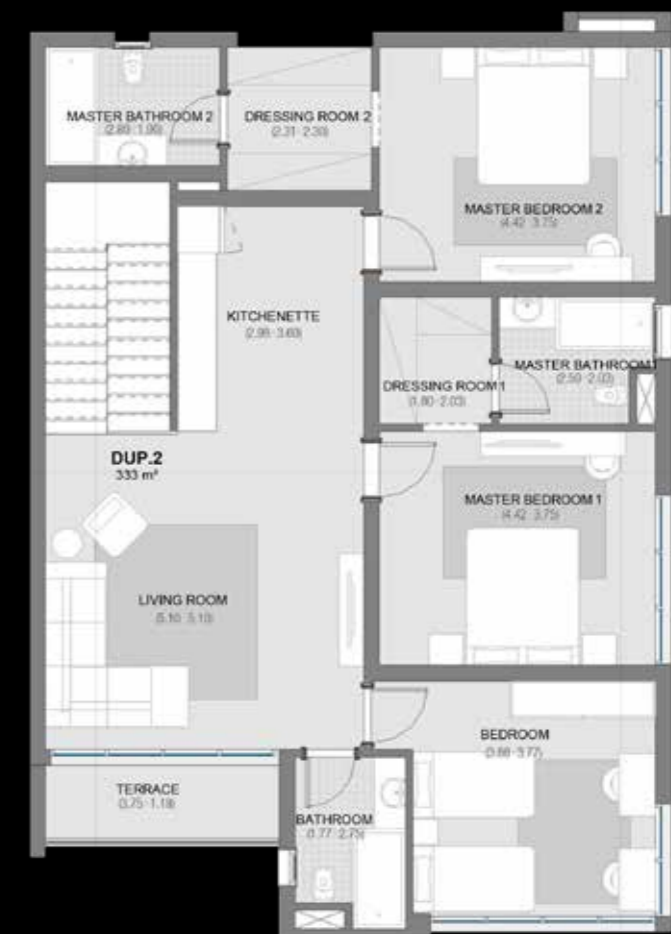 MASTER BATHROOM 2
(2.80·1.90)
DRESSING ROOM 2
(2.31·2.30)
MASTER BEDROOM 2
(4.42·3.75)
KITCHENETTE
(2.98·3.60)
MASTER BATHROOM 1
(2.50·2.03)
DRESSING ROOM 1
(1.80·2.03)
DUP.2
333 m²
MASTER BEDROOM 1
(4.42·3.75)
LIVING ROOM
(5.10·5.10)
BEDROOM
(3.88·3.77)
TERRACE
(3.75·1.18)
BATHROOM
(1.77·2.75)